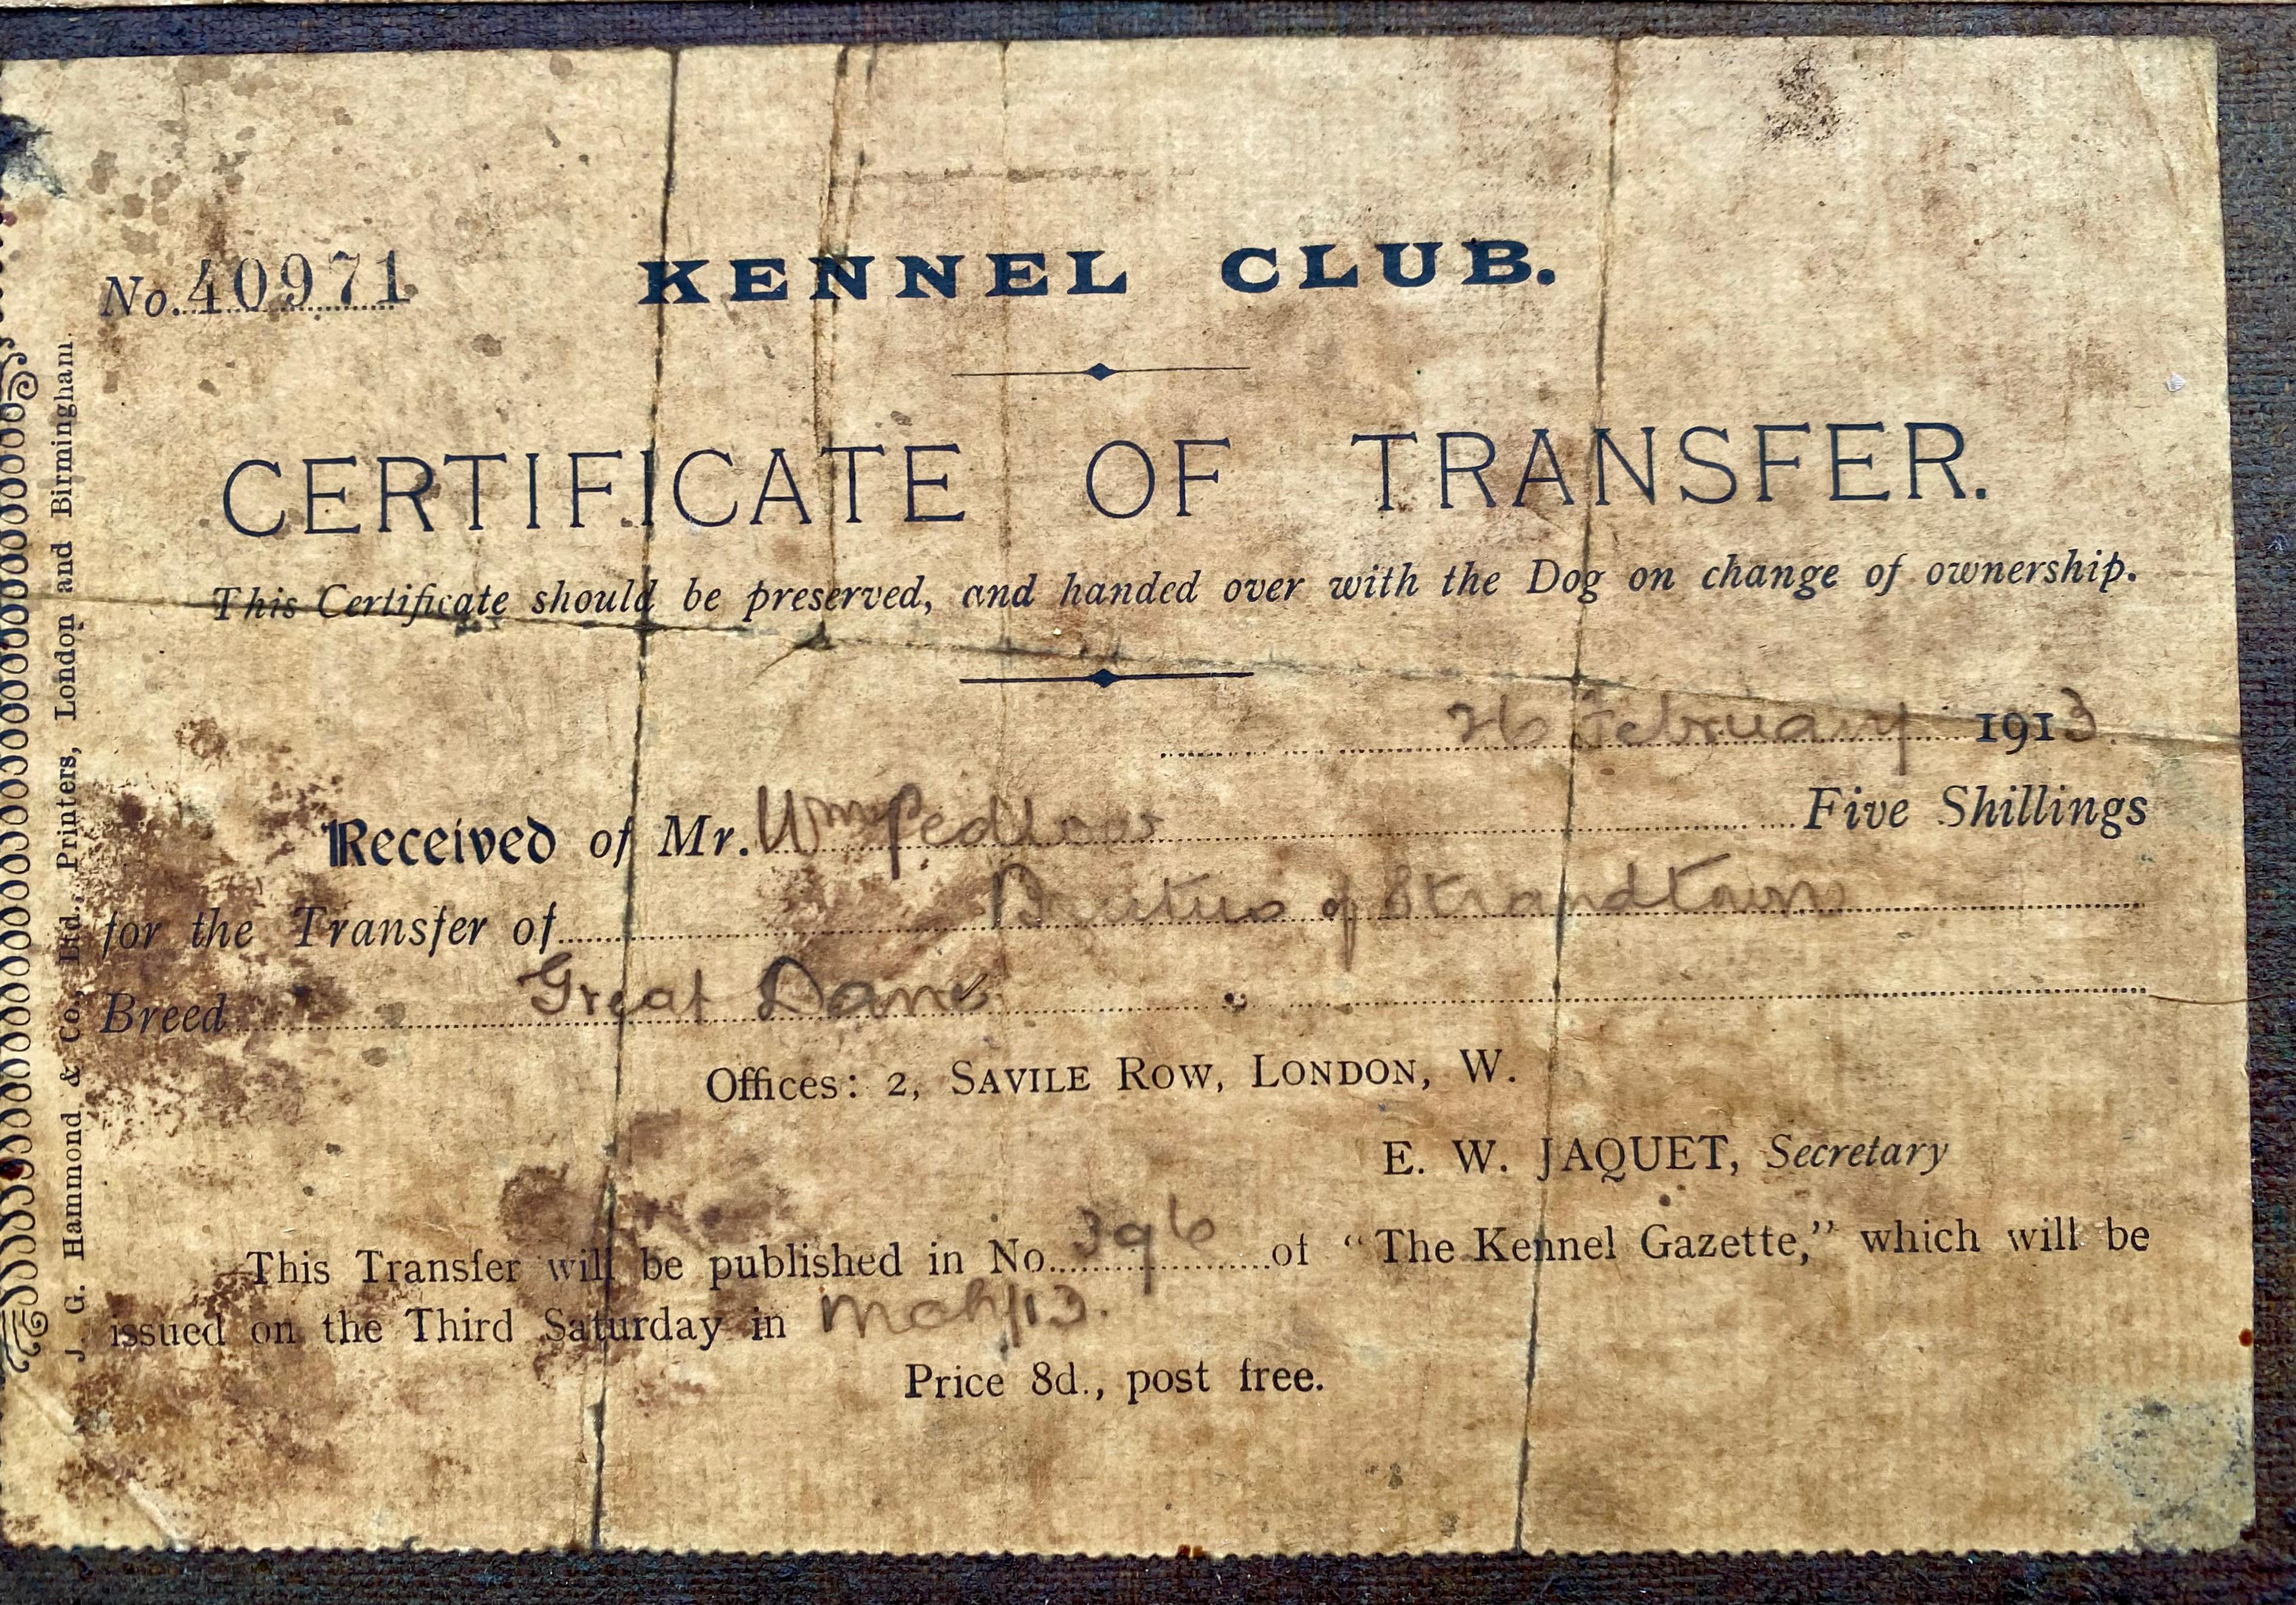 No. 40971
KENNEL CLUB.
CERTIFICATE OF TRANSFER.
This Certificate should be preserved, and handed over with the Dog on change of ownership.
26 February 1913.
Received of Mr. Wm Pedlow Five Shillings
for the Transfer of Brutus of Strandtown
Breed Great Dane
Offices: 2, SAVILE ROW, LONDON, W.
E. W. JAQUET, Secretary
This Transfer will be published in No. 396 of "The Kennel Gazette," which will be
issued on the Third Saturday in Mch/13.
Price 8d., post free.
J. G. Hammond & Co., Ltd., Printers, London and Birmingham.